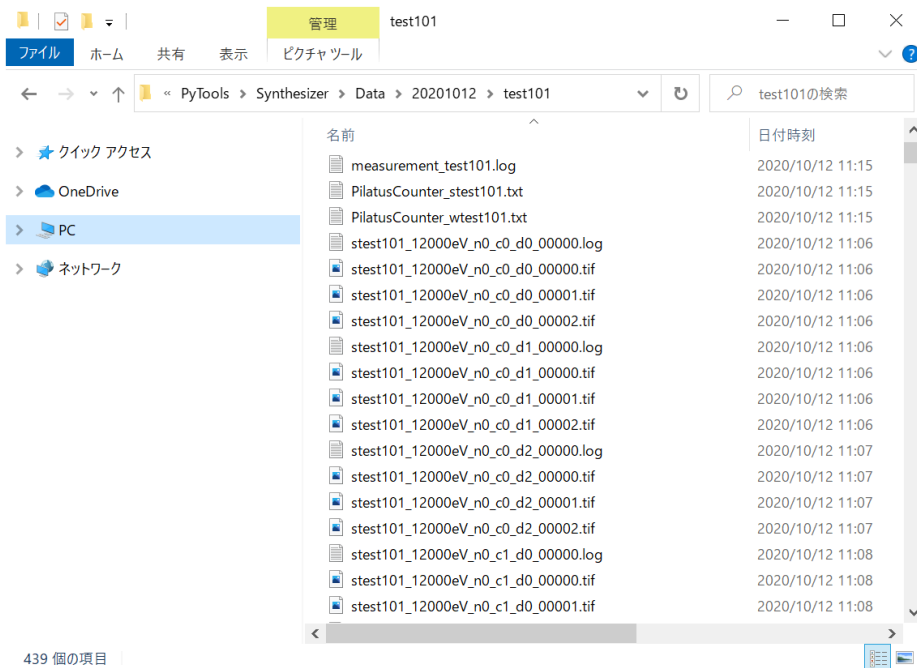 管理 test101
ファイル ホーム 共有 表示 ピクチャ ツール ?
« PyTools > Synthesizer > Data > 20201012 > test101 test101の検索
名前 日付時刻
クイック アクセス
OneDrive
PC
ネットワーク
measurement_test101.log 2020/10/12 11:15
PilatusCounter_stest101.txt 2020/10/12 11:15
PilatusCounter_wtest101.txt 2020/10/12 11:15
stest101_12000eV_n0_c0_d0_00000.log 2020/10/12 11:06
stest101_12000eV_n0_c0_d0_00000.tif 2020/10/12 11:06
stest101_12000eV_n0_c0_d0_00001.tif 2020/10/12 11:06
stest101_12000eV_n0_c0_d0_00002.tif 2020/10/12 11:06
stest101_12000eV_n0_c0_d1_00000.log 2020/10/12 11:06
stest101_12000eV_n0_c0_d1_00000.tif 2020/10/12 11:06
stest101_12000eV_n0_c0_d1_00001.tif 2020/10/12 11:06
stest101_12000eV_n0_c0_d1_00002.tif 2020/10/12 11:06
stest101_12000eV_n0_c0_d2_00000.log 2020/10/12 11:07
stest101_12000eV_n0_c0_d2_00000.tif 2020/10/12 11:07
stest101_12000eV_n0_c0_d2_00001.tif 2020/10/12 11:07
stest101_12000eV_n0_c0_d2_00002.tif 2020/10/12 11:07
stest101_12000eV_n0_c1_d0_00000.log 2020/10/12 11:08
stest101_12000eV_n0_c1_d0_00000.tif 2020/10/12 11:08
stest101_12000eV_n0_c1_d0_00001.tif 2020/10/12 11:08
439 個の項目